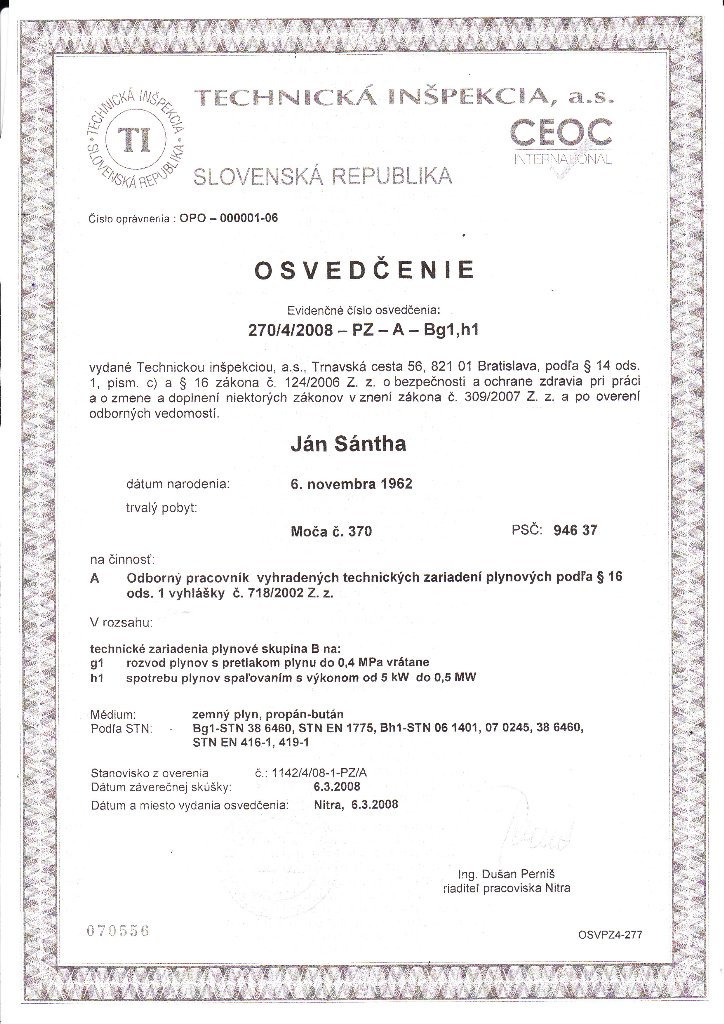 TECHNICKÁ INŠPEKCIA
TI
SLOVENSKÁ REPUBLIKA
TECHNICKÁ INŠPEKCIA, a.s.
CEOC
INTERNATIONAL
SLOVENSKÁ REPUBLIKA
Číslo oprávnenia : OPO – 000001-06
OSVEDČENIE
Evidenčné číslo osvedčenia:
270/4/2008 – PZ – A – Bg1,h1
vydané Technickou inšpekciou, a.s., Trnavská cesta 56, 821 01 Bratislava, podľa § 14 ods.
1, písm. c) a § 16 zákona č. 124/2006 Z. z. o bezpečnosti a ochrane zdravia pri práci
a o zmene a doplnení niektorých zákonov v znení zákona č. 309/2007 Z. z. a po overení
odborných vedomostí.
Ján Sántha
dátum narodenia: 6. novembra 1962
trvalý pobyt:
Moča č. 370 PSČ: 946 37
na činnosť:
A Odborný pracovník vyhradených technických zariadení plynových podľa § 16
ods. 1 vyhlášky č. 718/2002 Z. z.
V rozsahu:
technické zariadenia plynové skupina B na:
g1 rozvod plynov s pretlakom plynu do 0,4 MPa vrátane
h1 spotrebu plynov spaľovaním s výkonom od 5 kW do 0,5 MW
Médium: zemný plyn, propán-bután
Podľa STN: - Bg1-STN 38 6460, STN EN 1775, Bh1-STN 06 1401, 07 0245, 38 6460,
STN EN 416-1, 419-1
Stanovisko z overenia č.: 1142/4/08-1-PZ/A
Dátum záverečnej skúšky: 6.3.2008
Dátum a miesto vydania osvedčenia: Nitra, 6.3.2008
Ing. Dušan Perniš
riaditeľ pracoviska Nitra
070556
OSVPZ4-277